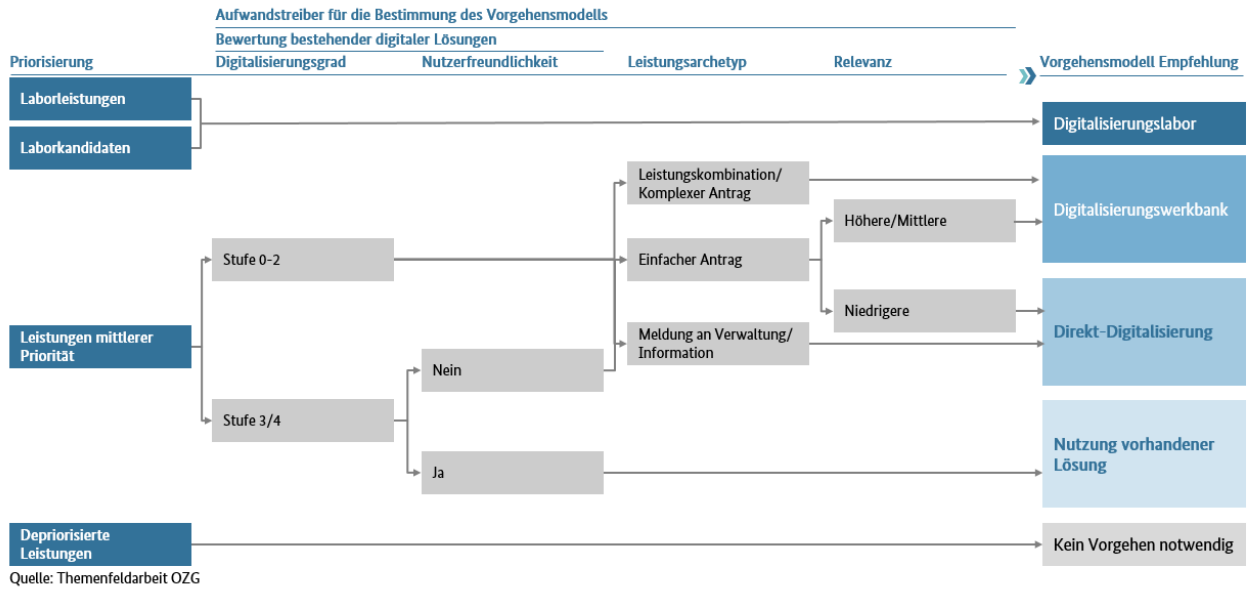 Aufwandstreiber für die Bestimmung des Vorgehensmodells
Bewertung bestehender digitaler Lösungen
Priorisierung
Digitalisierungsgrad
Nutzerfreundlichkeit
Leistungsarchetyp
Relevanz
Vorgehensmodell Empfehlung
Laborleistungen
Laborkandidaten
Digitalisierungslabor
Leistungskombination/
Komplexer Antrag
Digitalisierungswerkbank
Höhere/Mittlere
Stufe 0-2
Einfacher Antrag
Niedrigere
Leistungen mittlerer
Priorität
Meldung an Verwaltung/
Information
Direkt-Digitalisierung
Nein
Stufe 3/4
Ja
Nutzung vorhandener
Lösung
Depriorisierte
Leistungen
Kein Vorgehen notwendig
Quelle: Themenfeldarbeit OZG